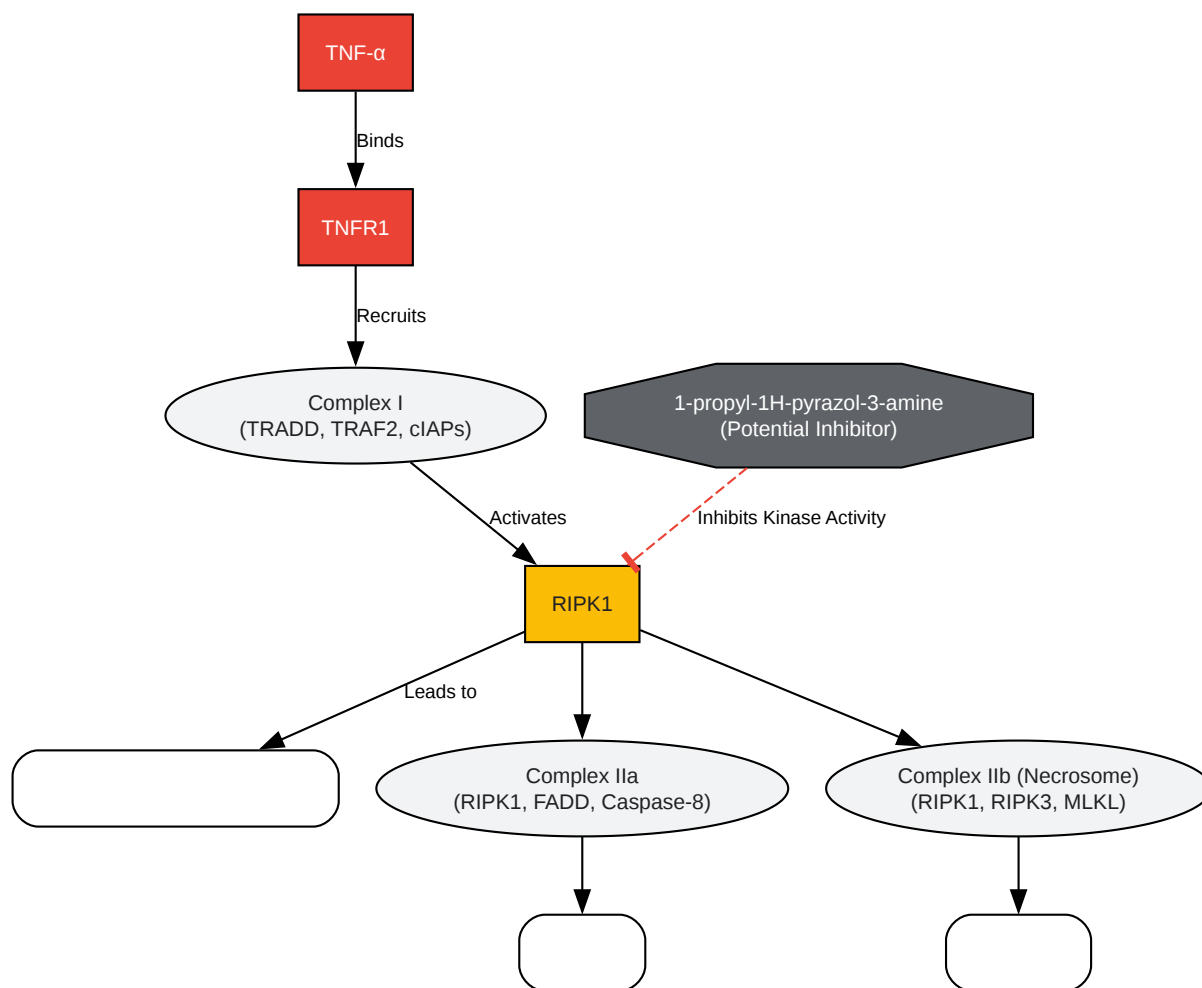 TNF-α
Binds
TNFR1
Recruits
Complex I
(TRADD, TRAF2, cIAPs)
1-propyl-1H-pyrazol-3-amine
(Potential Inhibitor)
Activates
Inhibits Kinase Activity
RIPK1
Leads to
Complex IIa
(RIPK1, FADD, Caspase-8)
Complex IIb (Necrosome)
(RIPK1, RIPK3, MLKL)